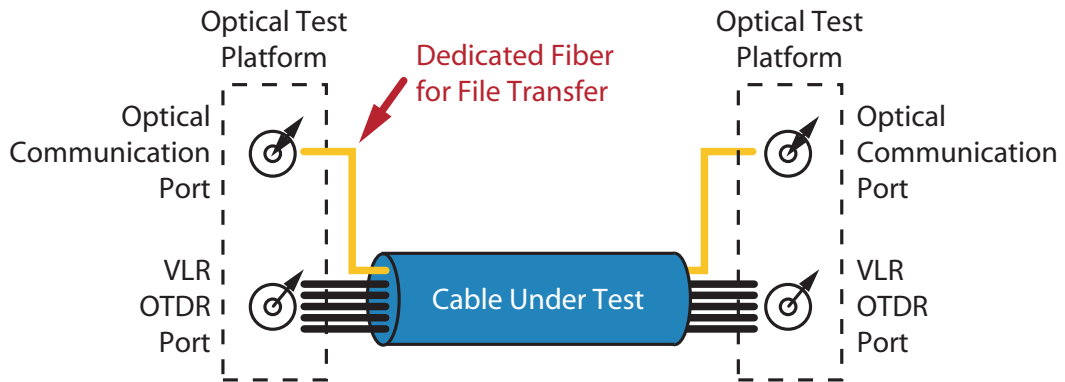 Optical Test
Platform
Optical Test
Platform
Dedicated Fiber
for File Transfer
Optical
Communication
Port
Optical
Communication
Port
VLR
OTDR
Port
Cable Under Test
VLR
OTDR
Port